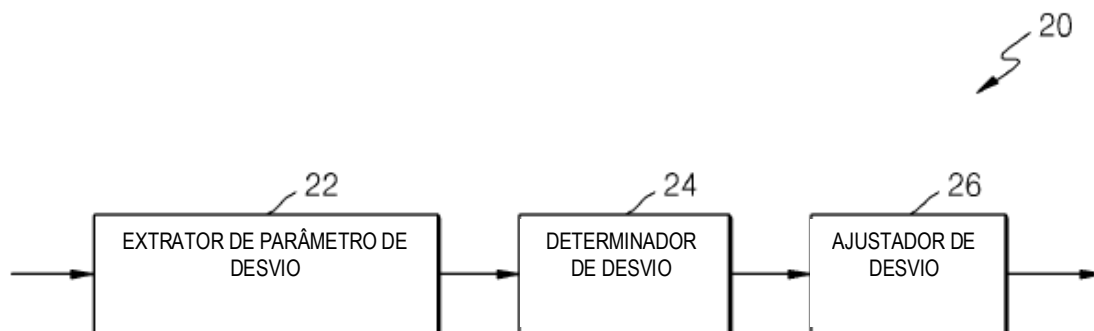 20
22
24
26
EXTRATOR DE PARÂMETRO DE
DESVIO
DETERMINADOR
DE DESVIO
AJUSTADOR DE
DESVIO